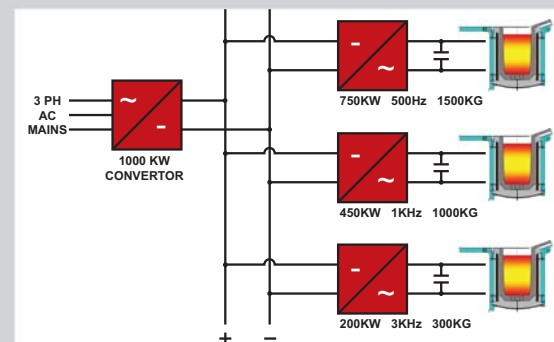 3 PH
AC
MAINS
~
-
1000 KW
CONVERTOR
-
~
750KW 500Hz 1500KG
-
~
450KW 1KHz 1000KG
-
~
200KW 3KHz 300KG
+ −